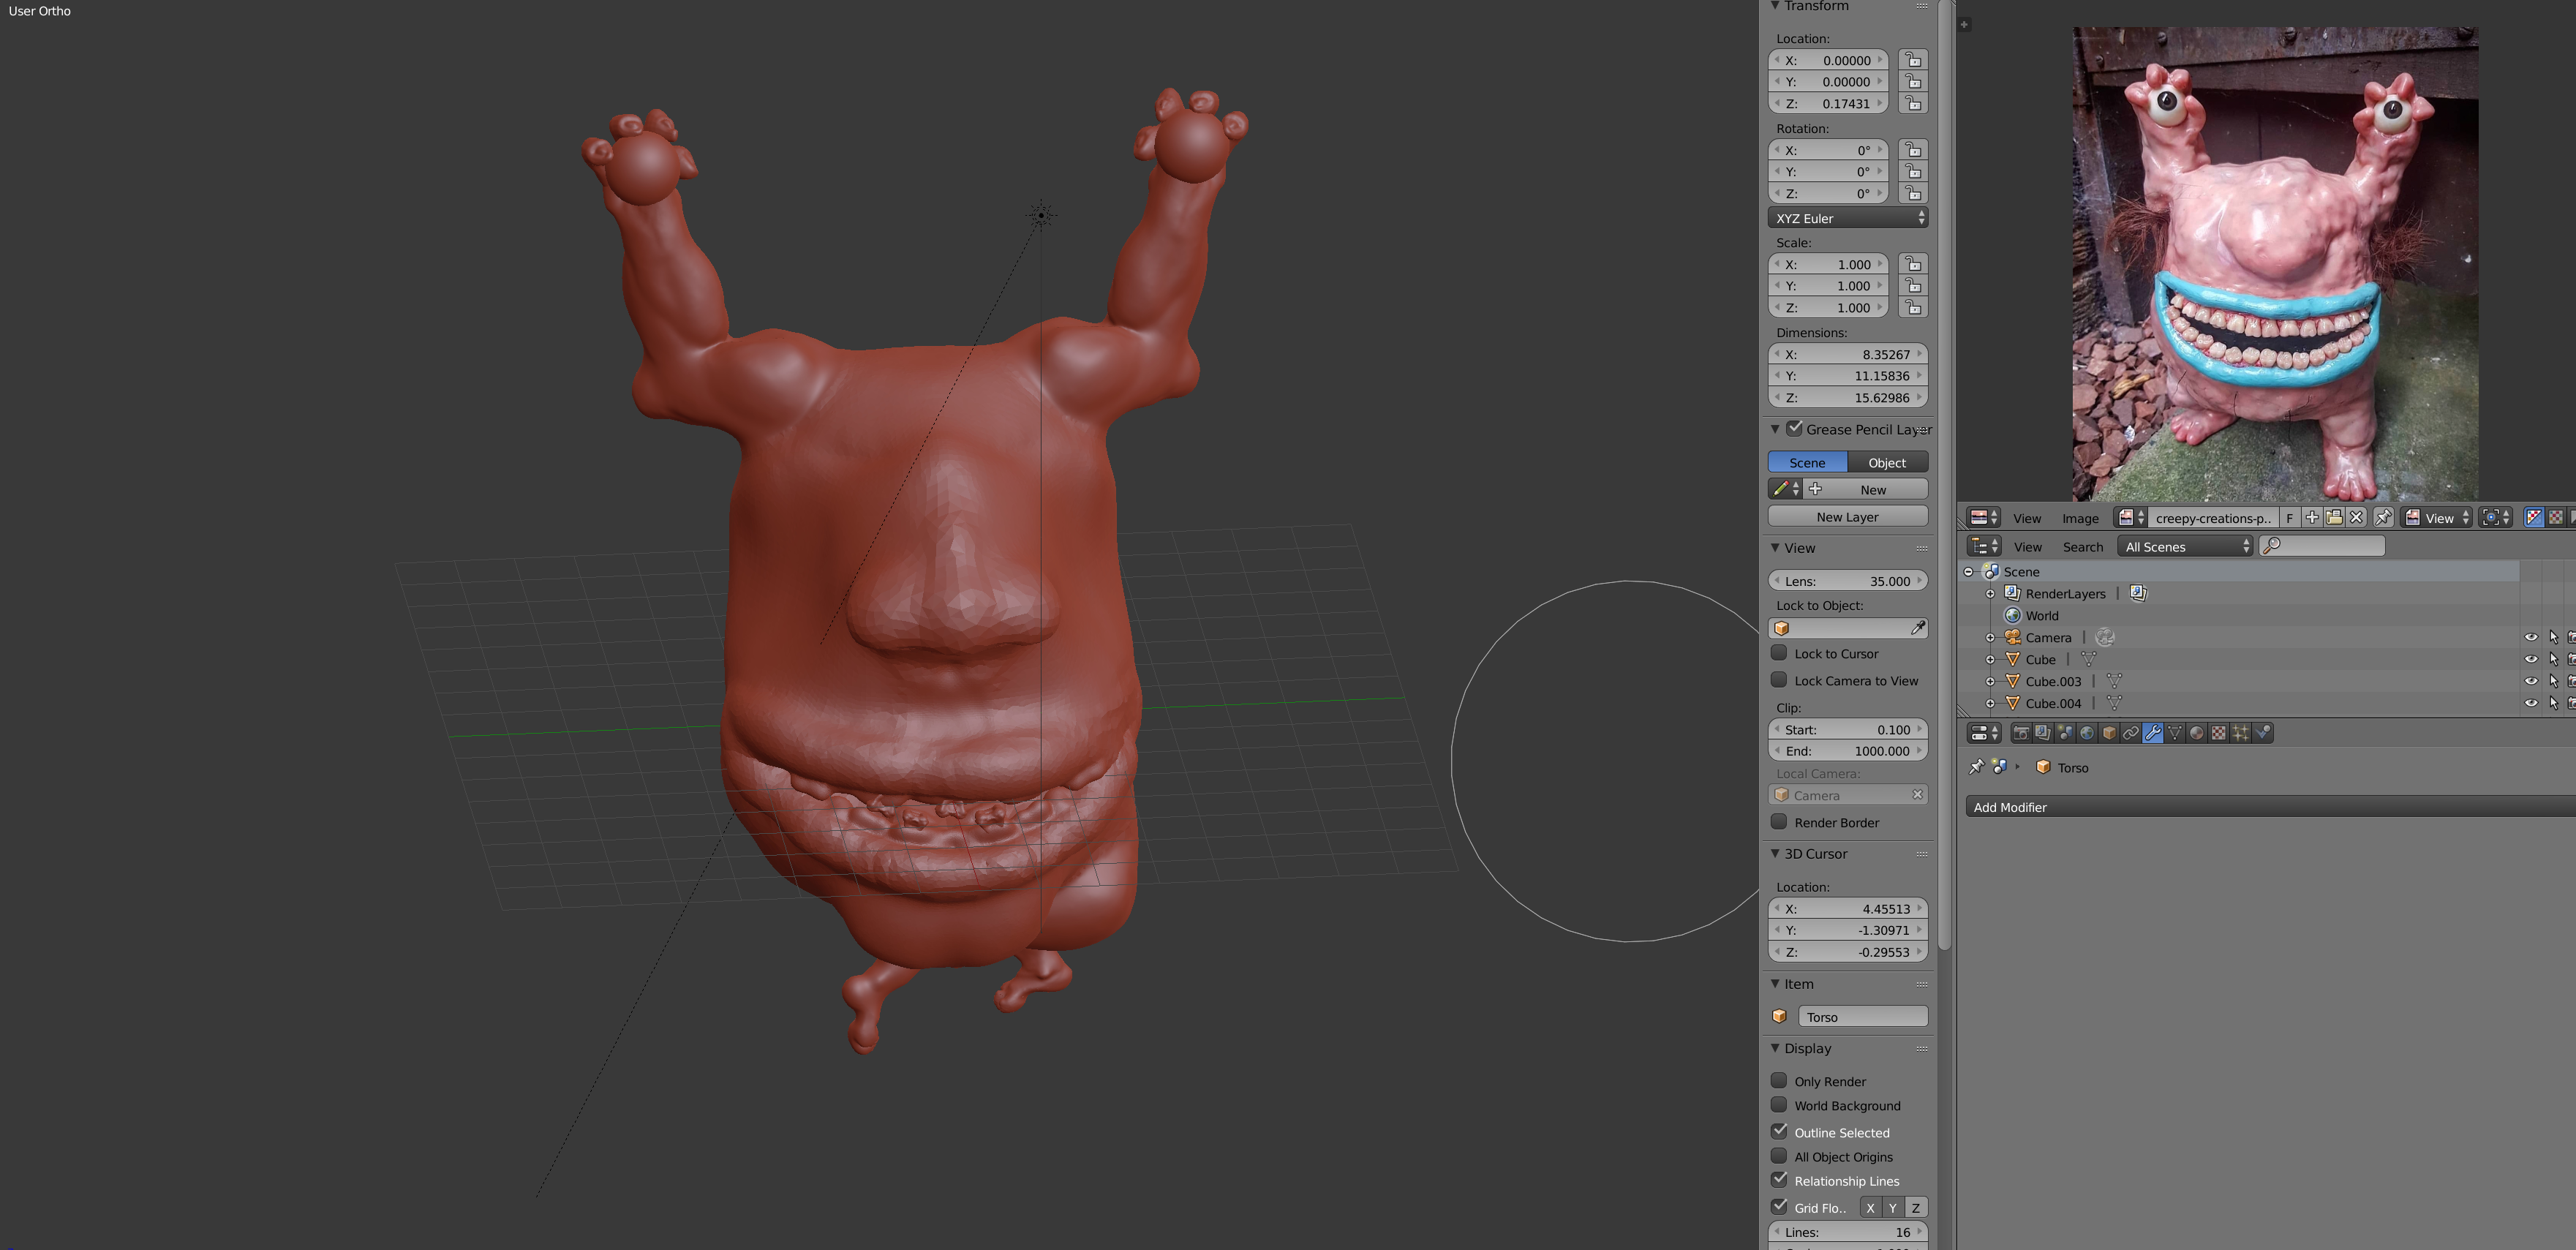 User Ortho
Transform
Location:
X: 0.00000
Y: 0.00000
Z: 0.17431
Rotation:
X: 0°
Y: 0°
Z: 0°
XYZ Euler
Scale:
X: 1.000
Y: 1.000
Z: 1.000
Dimensions:
X: 8.35267
Y: 11.15836
Z: 15.62986
Grease Pencil Layer
Scene Object
New
New Layer
View
Lens: 35.000
Lock to Object:
Lock to Cursor
Lock Camera to View
Clip:
Start: 0.100
End: 1000.000
Local Camera:
Camera
Render Border
3D Cursor
Location:
X: 4.45513
Y: -1.30971
Z: -0.29553
Item
Torso
Display
Only Render
World Background
Outline Selected
All Object Origins
Relationship Lines
Grid Flo.. X Y Z
Lines: 16
View Image creepy-creations-p.. F View
View Search All Scenes
Scene
RenderLayers
World
Camera
Cube
Cube.003
Cube.004
Torso
Add Modifier